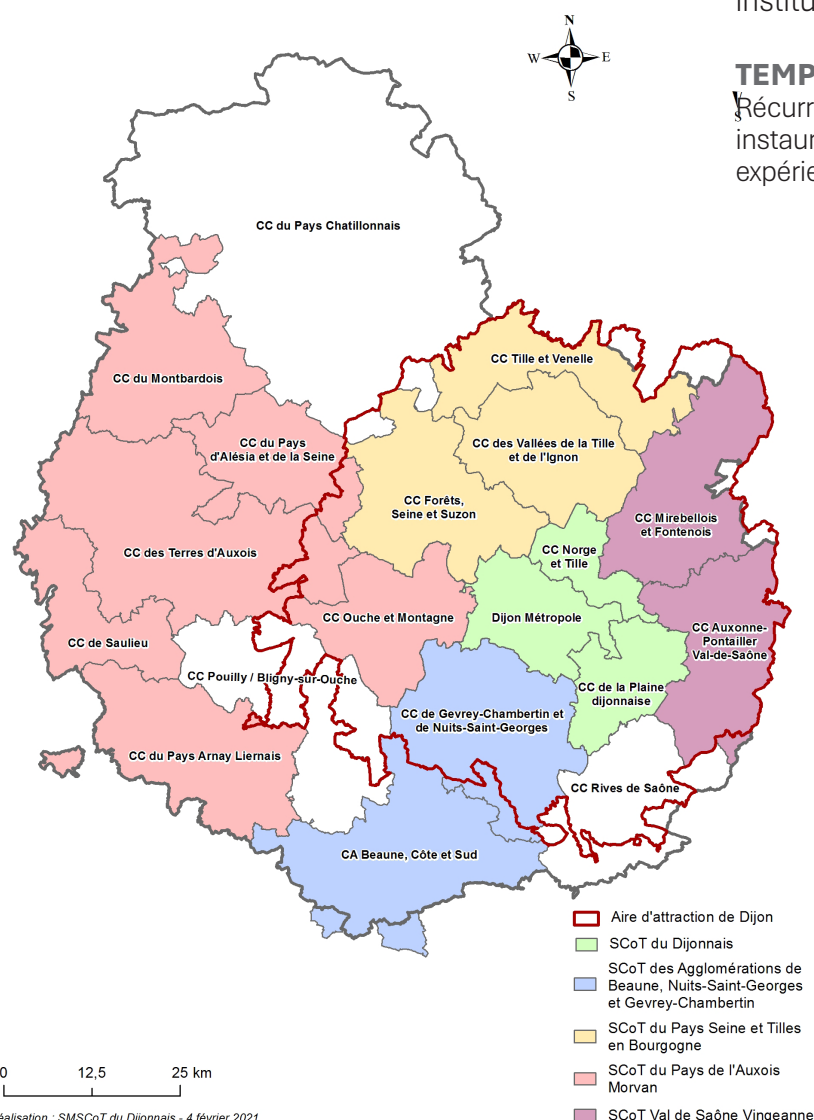 institu
TEMP
Récurr
instaur
expérie
N
W E
S
S
CC du Pays Chatillonnais
CC Tille et Venelle
CC du Montbardois
CC du Pays
d'Alésia et de la Seine
CC des Vallées de la Tille
et de l'Ignon
CC Forêts,
Seine et Suzon
CC Mirebellois
et Fontenois
CC des Terres d'Auxois
CC Norge
et Tille
CC Ouche et Montagne
Dijon Métropole
CC de Saulieu
CC Auxonne-
Pontailler
Val-de-Saône
CC Pouilly / Bligny-sur-Ouche
CC de la Plaine
dijonnaise
CC de Gevrey-Chambertin et
de Nuits-Saint-Georges
CC du Pays Arnay Liernais
CC Rives de Saône
CA Beaune, Côte et Sud
Aire d'attraction de Dijon
SCoT du Dijonnais
SCoT des Agglomérations de
Beaune, Nuits-Saint-Georges
et Gevrey-Chambertin
SCoT du Pays Seine et Tilles
en Bourgogne
SCoT du Pays de l'Auxois
Morvan
SCoT Val de Saône Vingeanne
0 12,5 25 km
éalisation : SMSCoT du Dijonnais - 4 février 2021